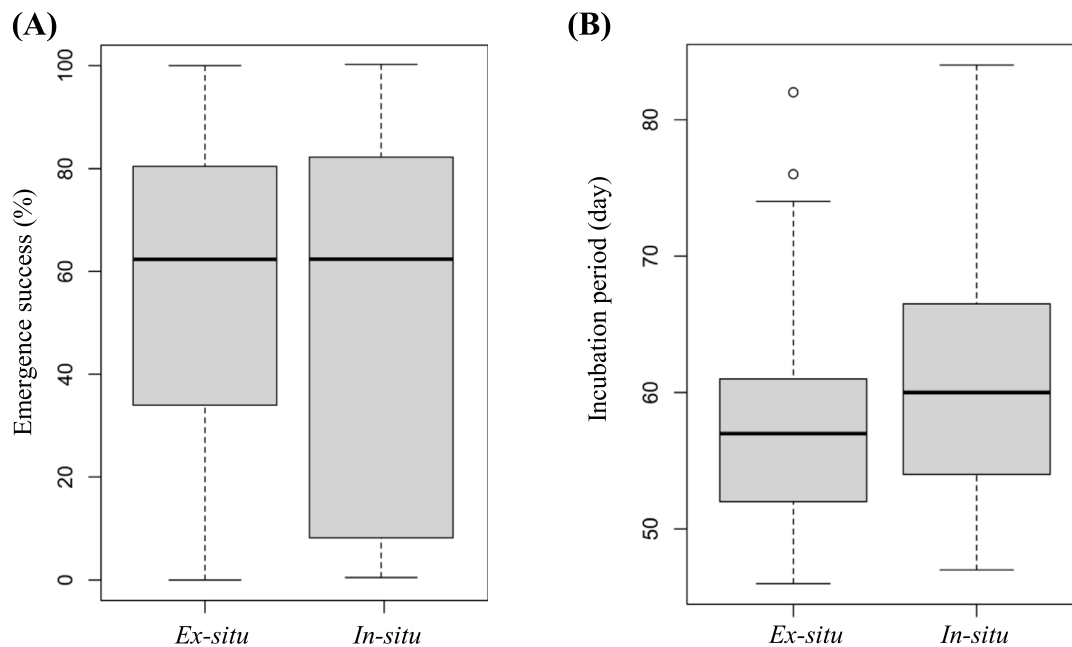 (A)
Emergence success (%)
100
80
60
40
20
0
Ex-situ
In-situ
(B)
Incubation period (day)
80
70
60
50
Ex-situ
In-situ